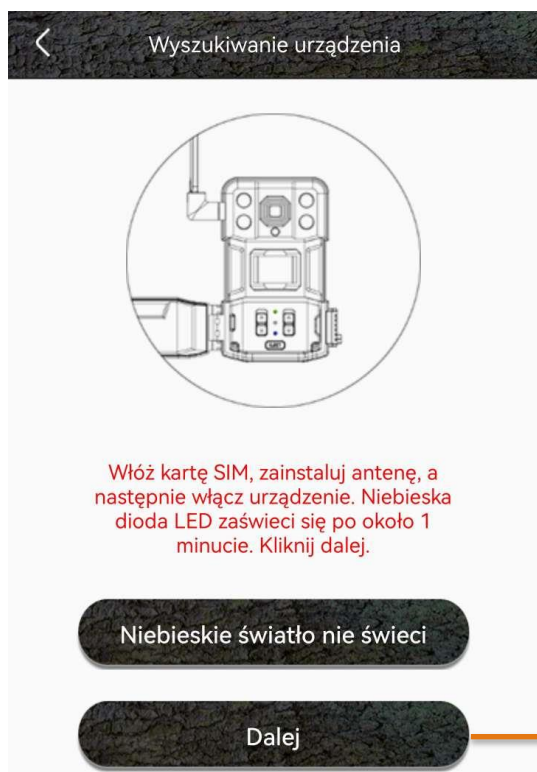 Wyszukiwanie urządzenia
Włóż kartę SIM, zainstaluj antenę, a
następnie włącz urządzenie. Niebieska
dioda LED zaświeci się po około 1
minucie. Kliknij dalej.
Niebieskie światło nie świeci
Dalej